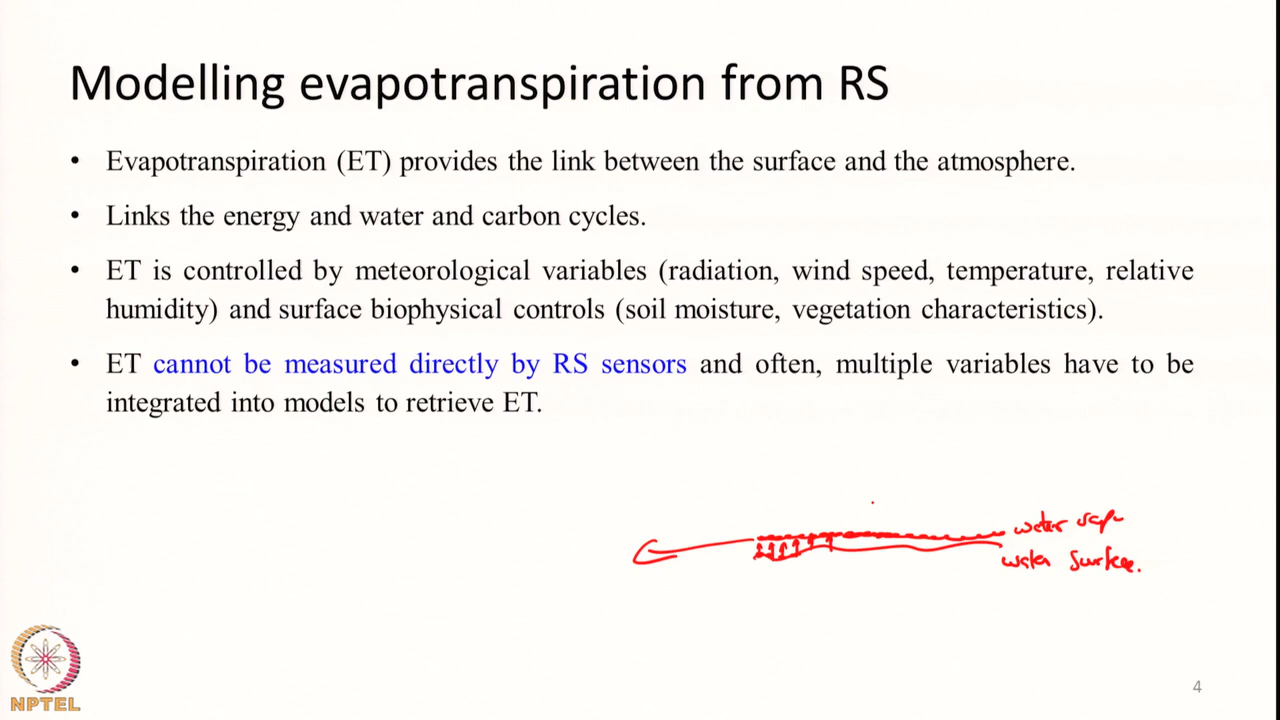 Modelling evapotranspiration from RS
• Evapotranspiration (ET) provides the link between the surface and the atmosphere.
• Links the energy and water and carbon cycles.
• ET is controlled by meteorological variables (radiation, wind speed, temperature, relative
humidity) and surface biophysical controls (soil moisture, vegetation characteristics).
• ET cannot be measured directly by RS sensors and often, multiple variables have to be
integrated into models to retrieve ET.
water
water surface.
NPTEL
4